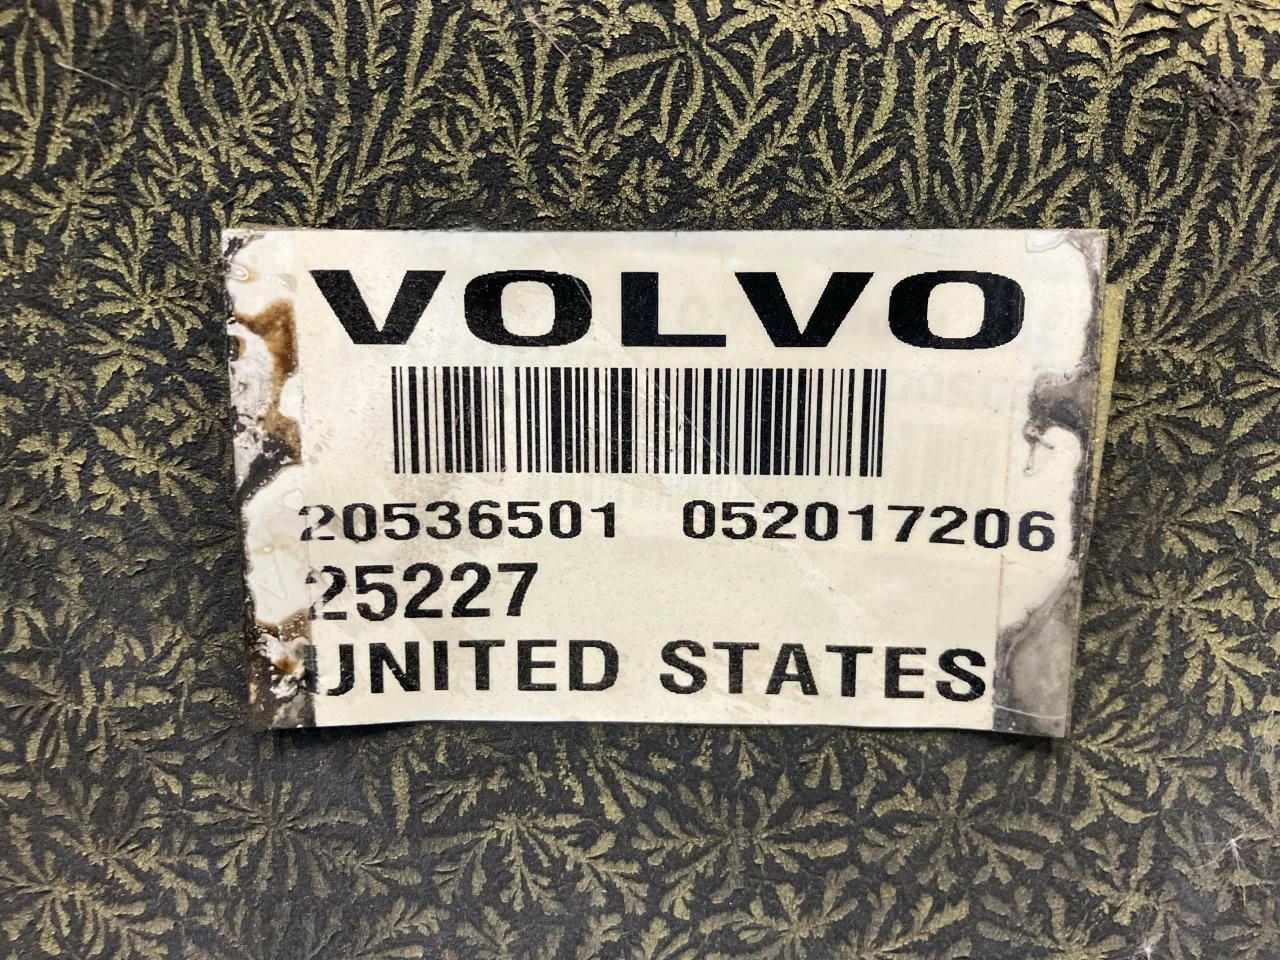 VOLVO
20536501 052017206
25227
UNITED STATES